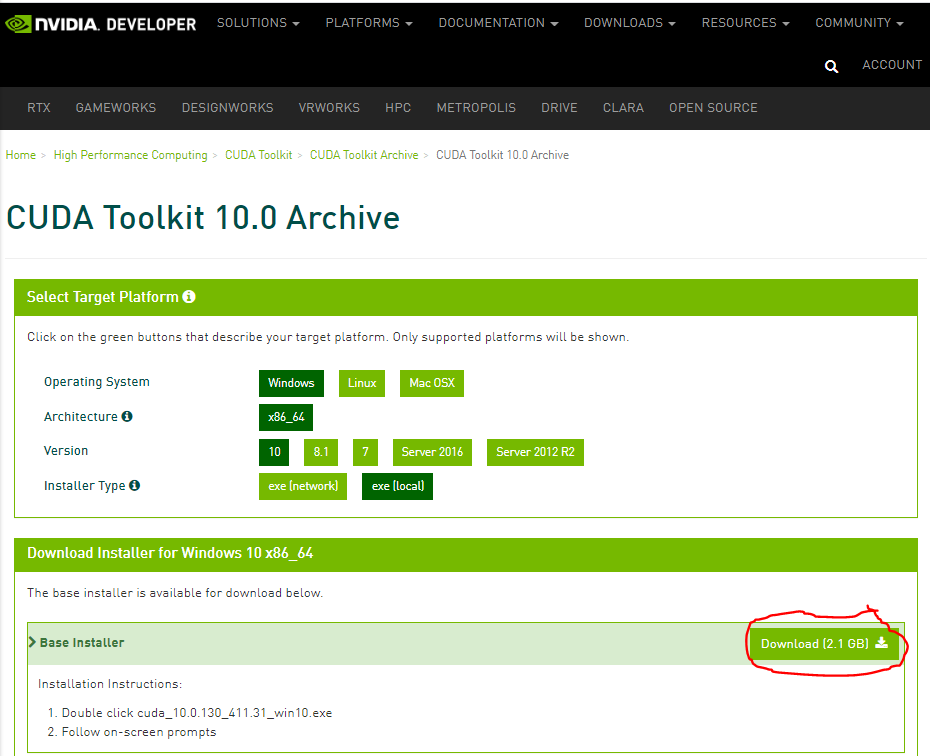 NVIDIA. DEVELOPER SOLUTIONS PLATFORMS DOCUMENTATION DOWNLOADS RESOURCES COMMUNITY
ACCOUNT
RTX GAMEWORKS DESIGNWORKS VRWORKS HPC METROPOLIS DRIVE CLARA OPEN SOURCE
Home > High Performance Computing > CUDA Toolkit > CUDA Toolkit Archive > CUDA Toolkit 10.0 Archive
CUDA Toolkit 10.0 Archive
Select Target Platform
Click on the green buttons that describe your target platform. Only supported platforms will be shown.
Operating System Windows Linux Mac OSX
Architecture x86_64
Version 10 8.1 7 Server 2016 Server 2012 R2
Installer Type exe (network) exe (local)
Download Installer for Windows 10 x86_64
The base installer is available for download below.
Base Installer Download (2.1 GB)
Installation Instructions:
1. Double click cuda_10.0.130_411.31_win10.exe
2. Follow on-screen prompts